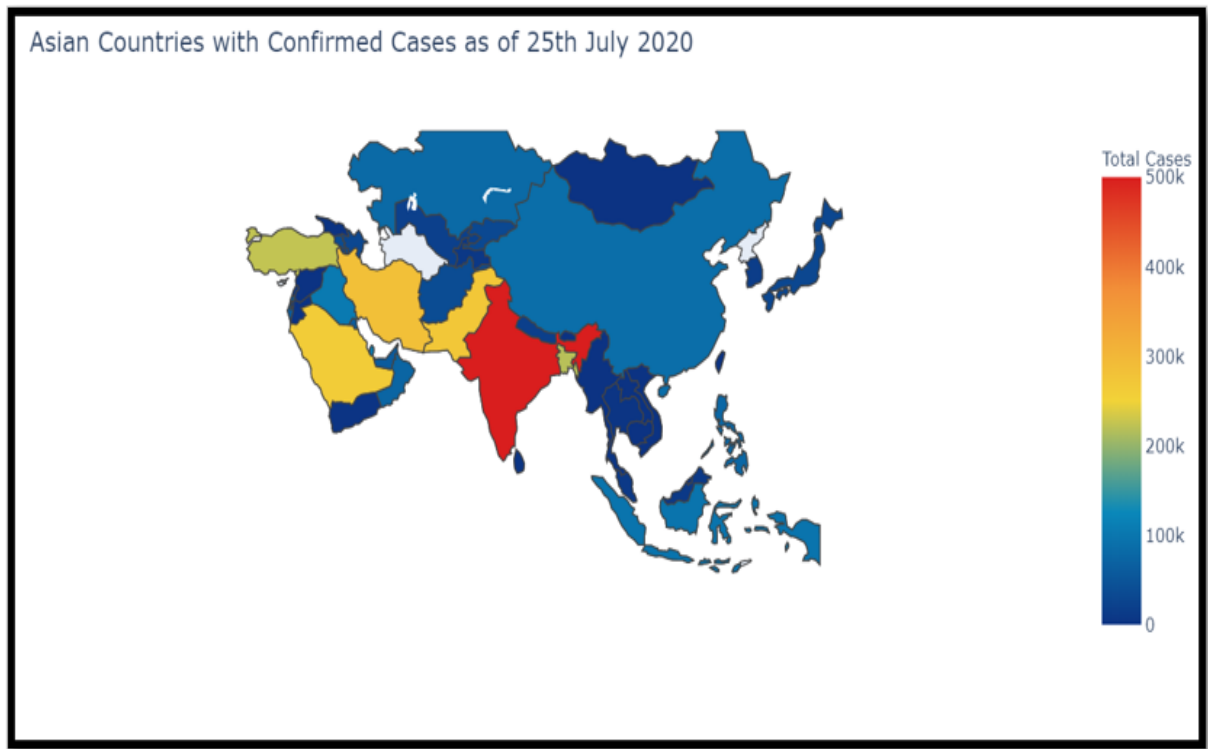 Asian Countries with Confirmed Cases as of 25th July 2020
Total Cases
500k
400k
300k
200k
100k
0